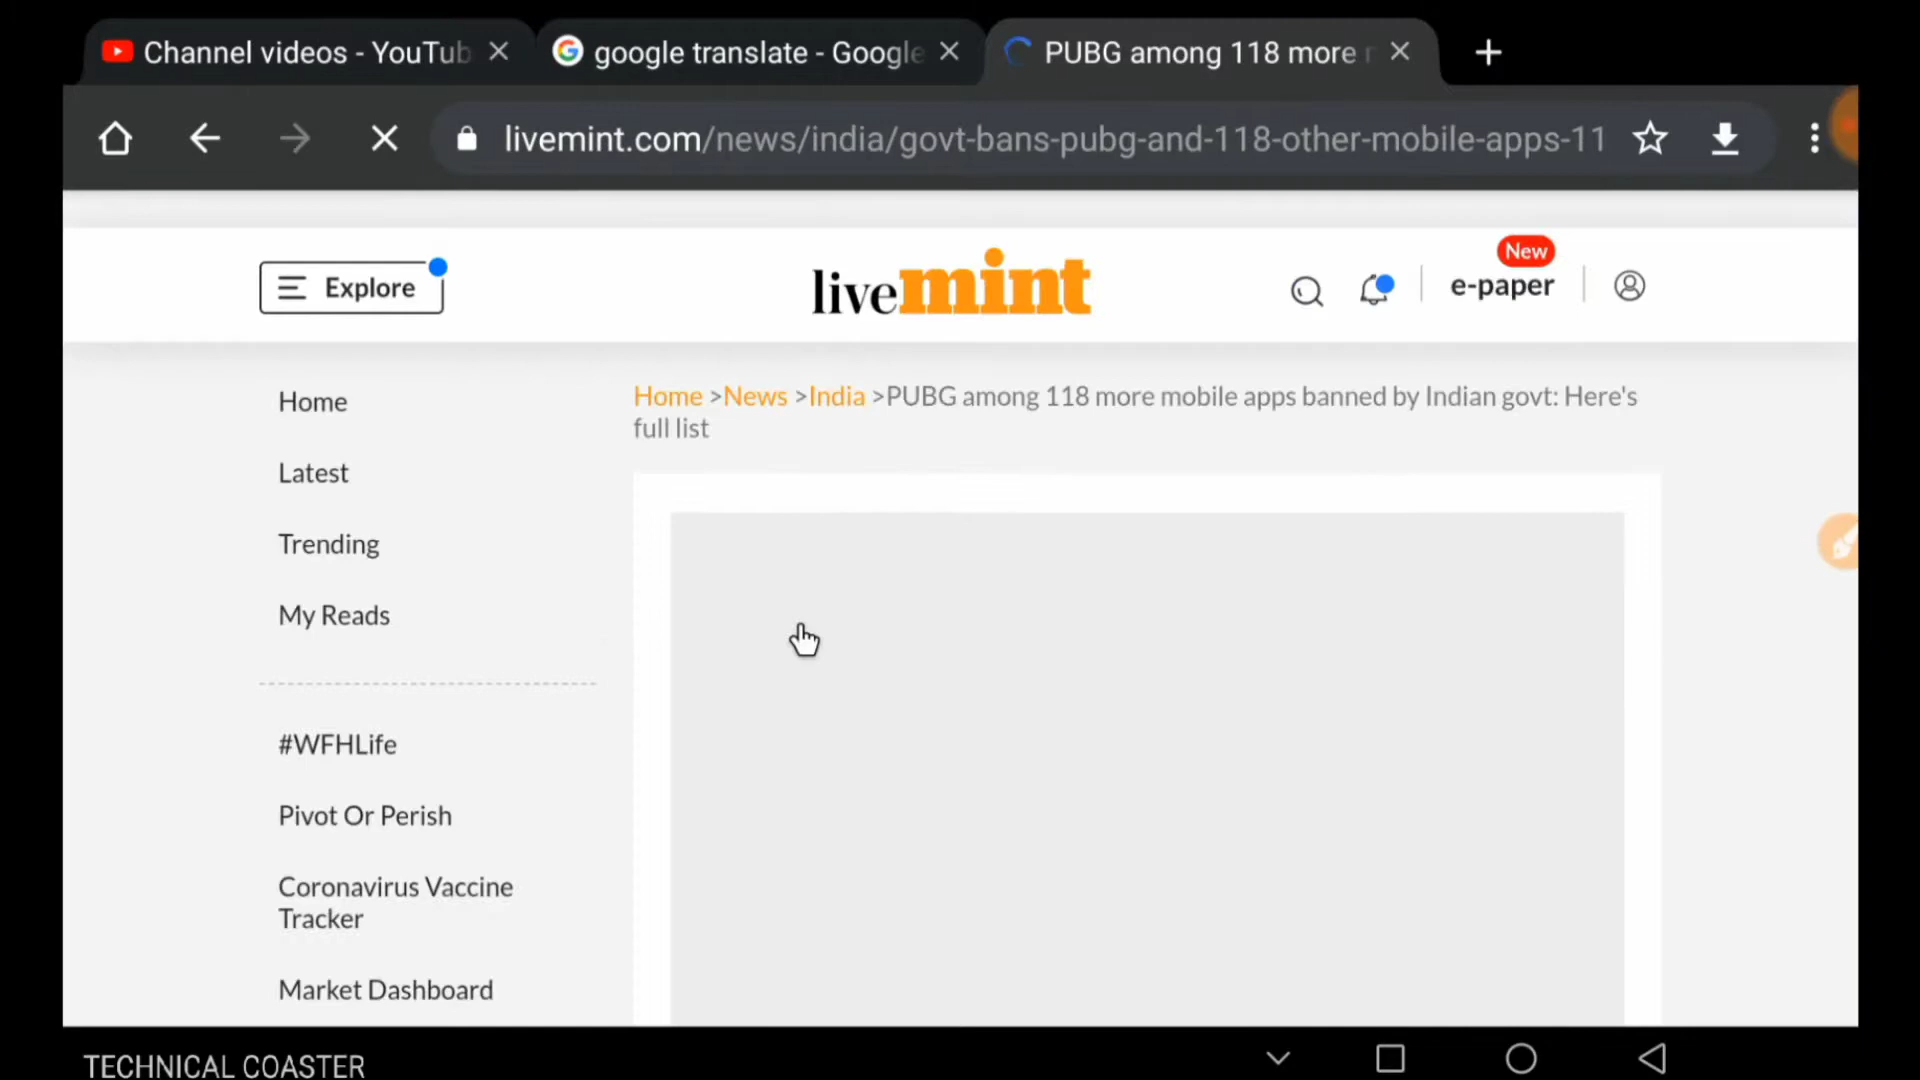 Channel videos - YouTub
google translate - Google
PUBG among 118 more
livemint.com/news/india/govt-bans-pubg-and-118-other-mobile-apps-11
Explore
livemint
New
e-paper
Home >News >India >PUBG among 118 more mobile apps banned by Indian govt: Here's
full list
Home
Latest
Trending
My Reads
#WFHLife
Pivot Or Perish
Coronavirus Vaccine
Tracker
Market Dashboard
TECHNICAL COASTER